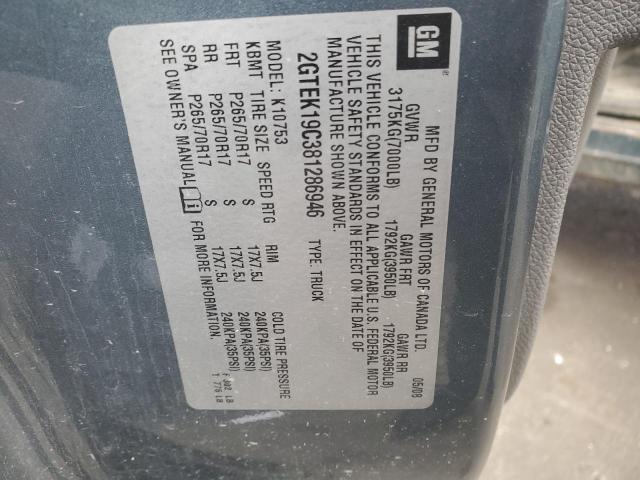 GM
MFD BY GENERAL MOTORS OF CANADA LTD. 05/08
GVWR GAWR FRT GAWR RR
3175KG(7000LB) 1792KG(3950LB) 1792KG(3950LB)
THIS VEHICLE CONFORMS TO ALL APPLICABLE U.S. FEDERAL MOTOR
VEHICLE SAFETY STANDARDS IN EFFECT ON THE DATE OF
MANUFACTURE SHOWN ABOVE.
2GTEK19C381286946 TYPE: TRUCK
MODEL: K10753
KBMT TIRE SIZE SPEED RTG RIM COLD TIRE PRESSURE
FRT P265/70R17 S 17X7.5J 240KPA(35PSI)
RR P265/70R17 S 17X7.5J 240KPA(35PSI)
SPA P265/70R17 S 17X7.5J 240KPA(35PSI)
SEE OWNER'S MANUAL FOR MORE INFORMATION.
LB
T 775 LB